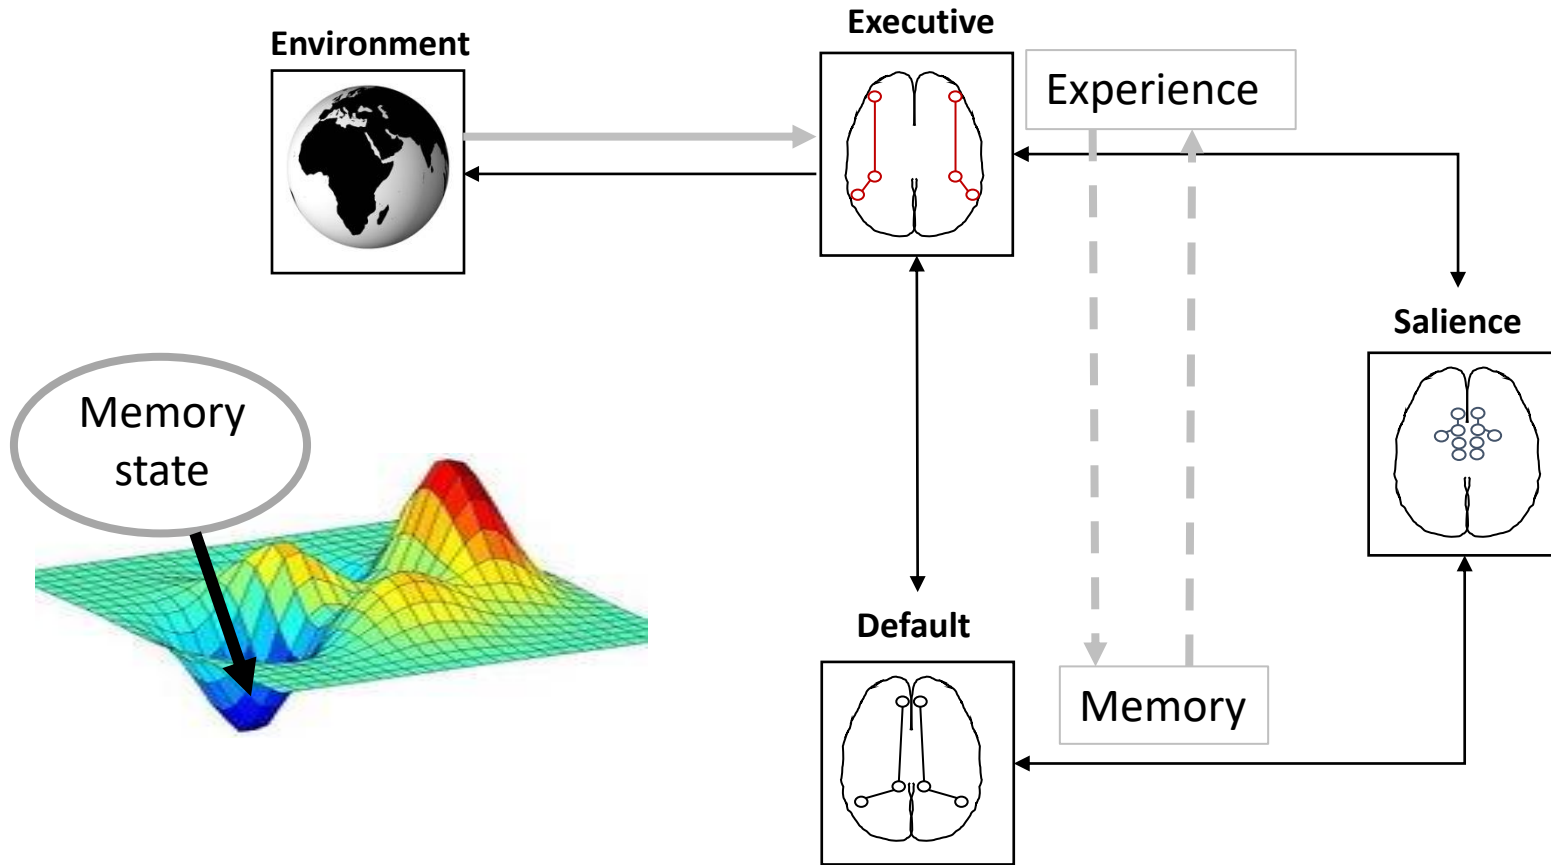 Executive
Environment
Experience
Salience
Memory
state
Default
Memory